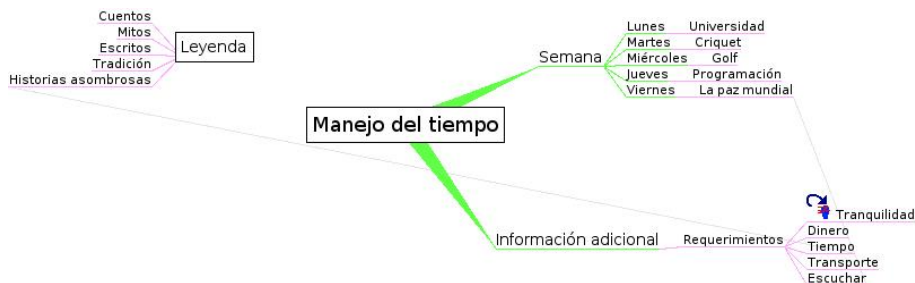 Cuentos
Mitos
Escritos
Tradición
Historias asombrosas
Leyenda
Manejo del tiempo
Semana
Lunes Universidad
Martes Criquet
Miércoles Golf
Jueves Programación
Viernes La paz mundial
Información adicional
Requerimientos
Tranquilidad
Dinero
Tiempo
Transporte
Escuchar